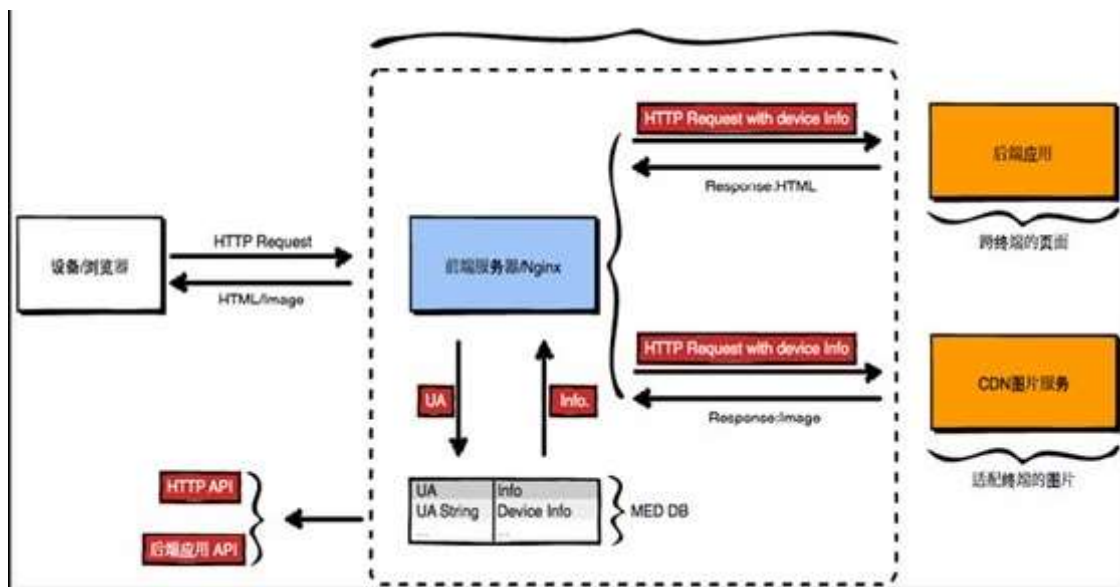 HTTP Request with device Info
后端应用
Response:HTML
跨终端的页面
设备/浏览器
HTTP Request
HTML/Image
前端服务器/Nginx
HTTP Request with device Info
CDN图片服务
Response:Image
适配终端的图片
UA
Info.
UA
Info
UA String
Device Info
...
...
MED DB
HTTP API
...
后端应用 API